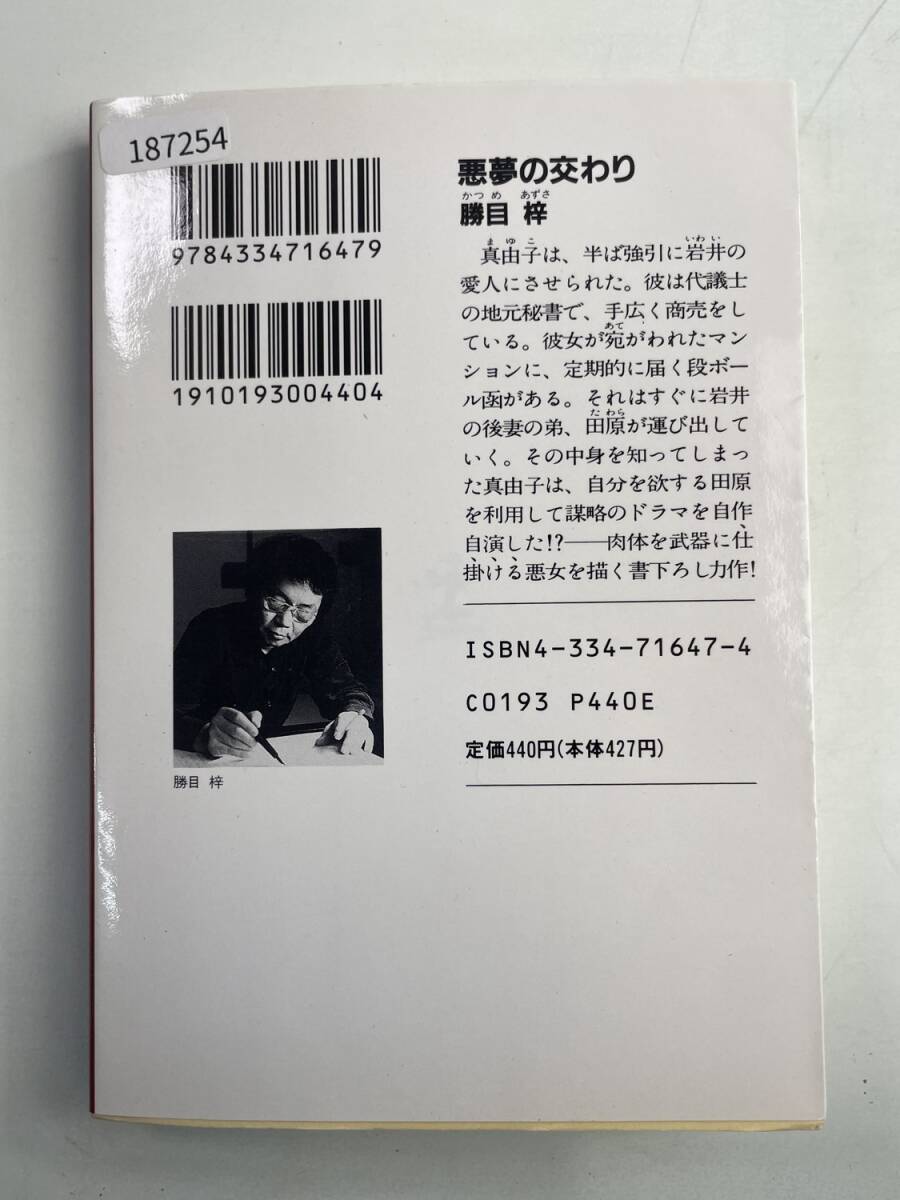 187254
9784334716479
1910193004404
勝目 梓
悪夢の交わり
かつ め あずさ
勝目 梓
ま ゆ こ いわ い
真由子は、半ば強引に岩井の
愛人にさせられた。彼は代議士
の地元秘書で、手広く商売をし
あて
ている。彼女が宛がわれたマン
ションに、定期的に届く段ボー
ル函がある。それはすぐに岩井
た わら
の後妻の弟、田原が運び出して
いく。その中身を知ってしまっ
た真由子は、自分を欲する田原
を利用して謀略のドラマを自作
自演した!?――肉体を武器に仕
掛ける悪女を描く書下ろし力作!
ISBN4-334-71647-4
C0193 P440E
定価440円(本体427円)